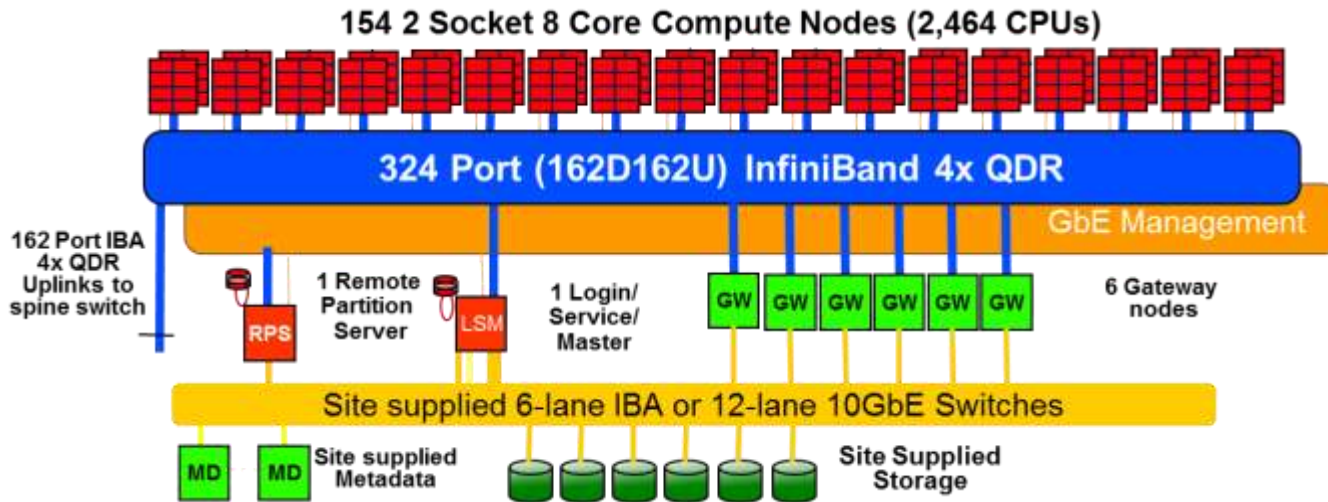 154 2 Socket 8 Core Compute Nodes (2,464 CPUs)
324 Port (162D162U) InfiniBand 4x QDR
GbE Management
162 Port IBA
4x QDR
Uplinks to
spine switch
RPS
1 Remote
Partition
Server
LSM
1 Login/
Service/
Master
GW
GW
GW
GW
GW
GW
6 Gateway
nodes
Site supplied 6-lane IBA or 12-lane 10GbE Switches
MD
MD
Site supplied
Metadata
Site Supplied
Storage